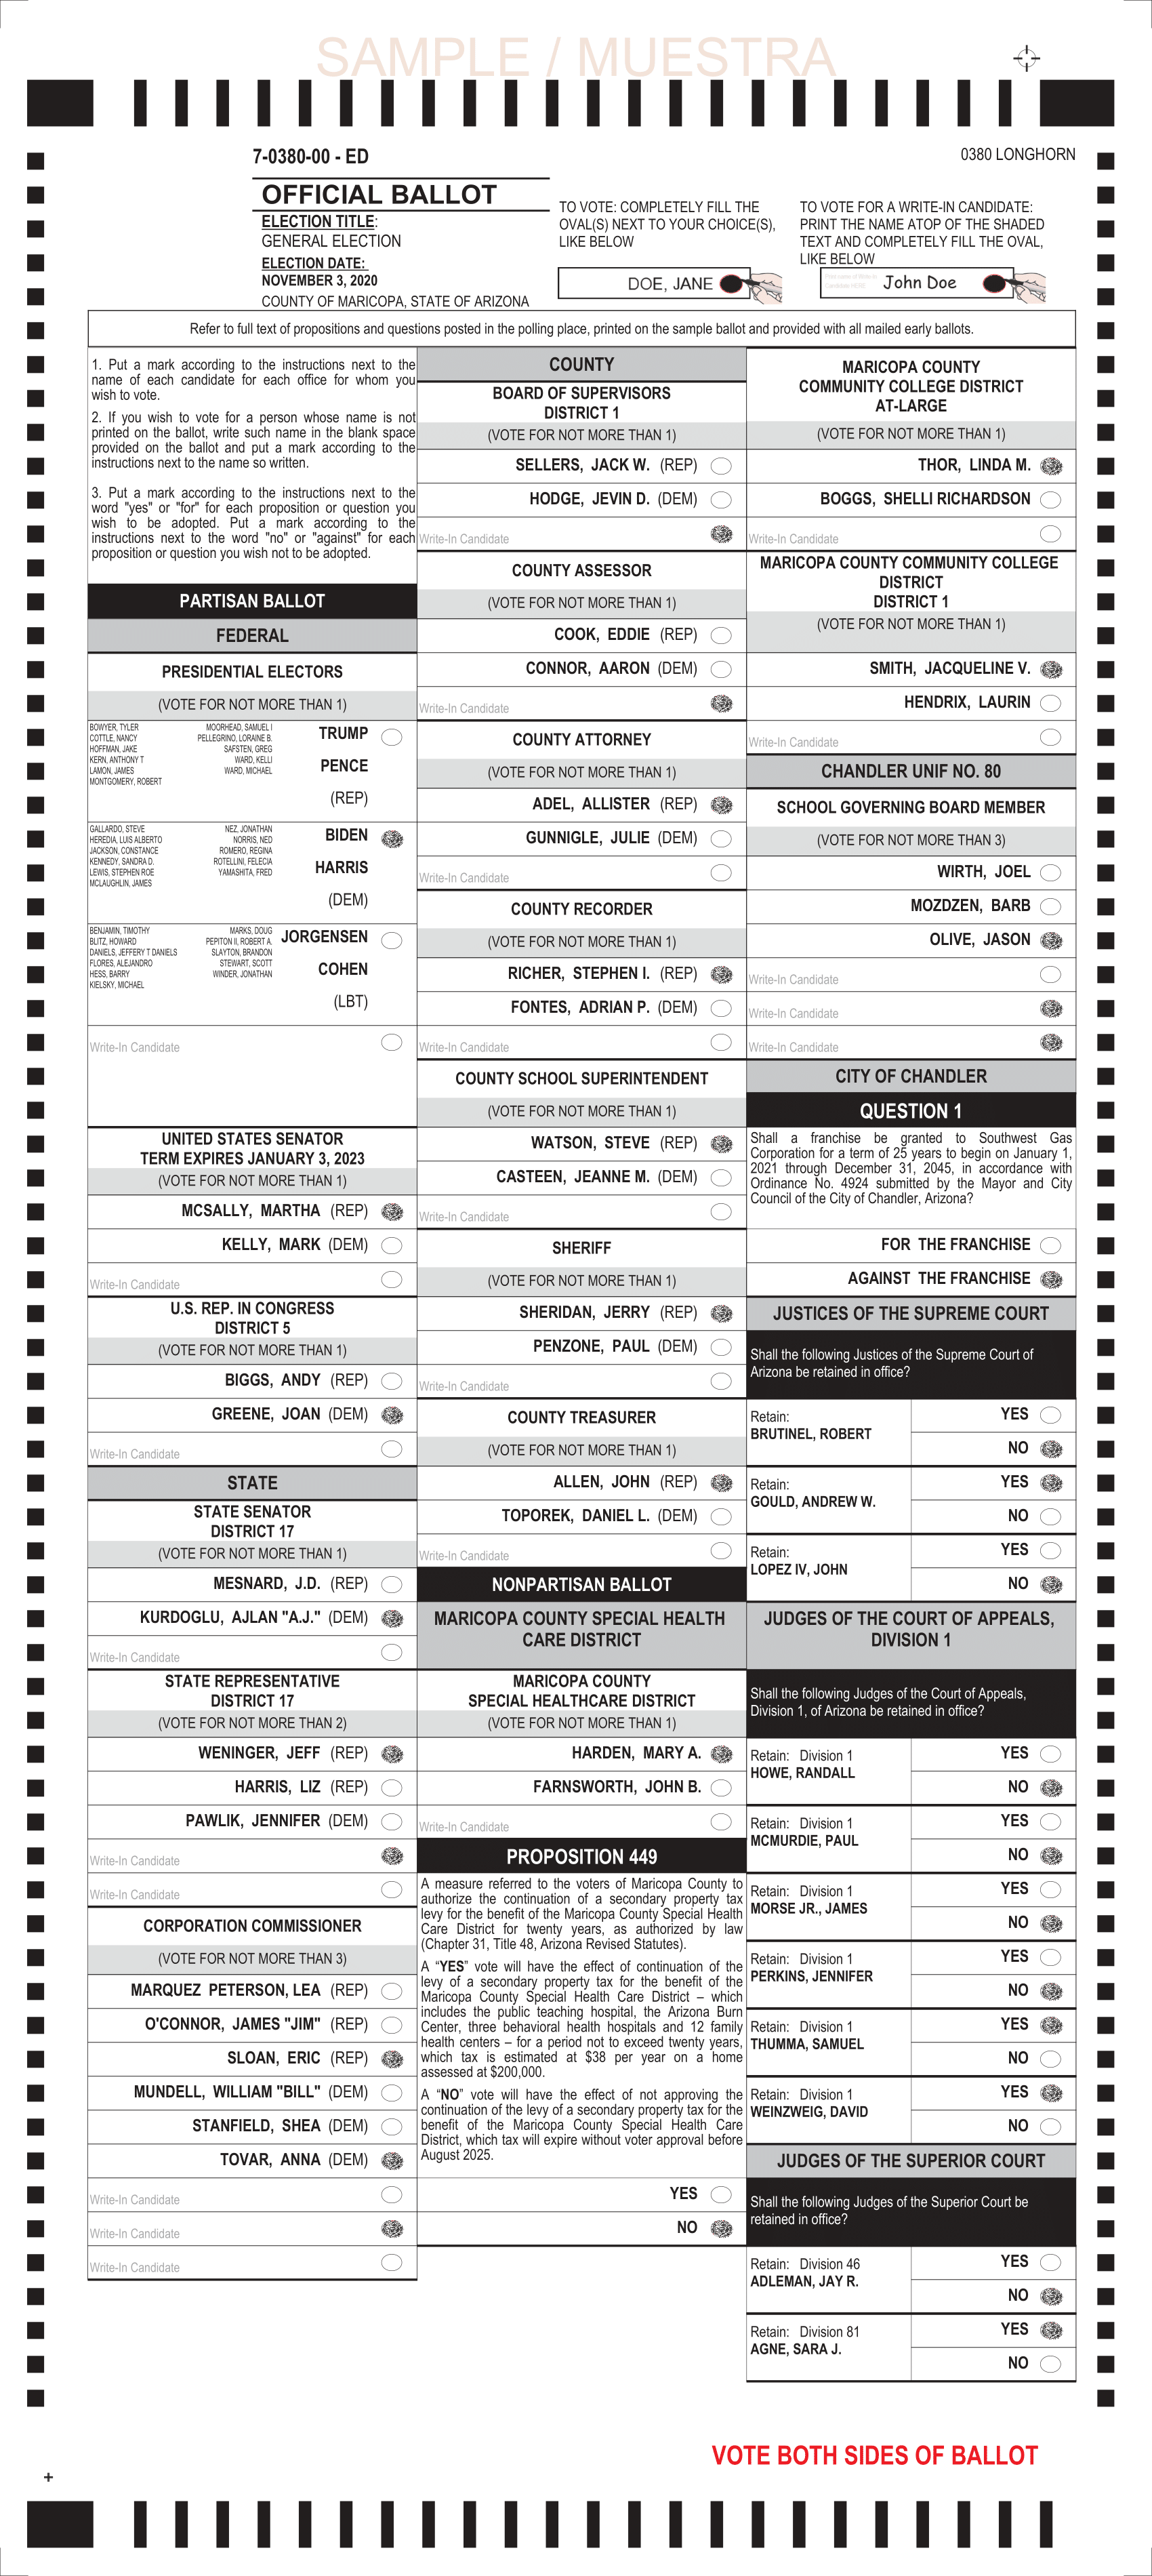 SAMPLE / MUESTRA
7-0380-00 - ED
0380 LONGHORN
OFFICIAL BALLOT
ELECTION TITLE:
GENERAL ELECTION
ELECTION DATE:
NOVEMBER 3, 2020
COUNTY OF MARICOPA, STATE OF ARIZONA
TO VOTE: COMPLETELY FILL THE
OVAL(S) NEXT TO YOUR CHOICE(S),
LIKE BELOW
DOE, JANE
TO VOTE FOR A WRITE-IN CANDIDATE:
PRINT THE NAME ATOP OF THE SHADED
TEXT AND COMPLETELY FILL THE OVAL,
LIKE BELOW
John Doe
Refer to full text of propositions and questions posted in the polling place, printed on the sample ballot and provided with all mailed early ballots.
1. Put a mark according to the instructions next to the
name of each candidate for each office for whom you
wish to vote.
2. If you wish to vote for a person whose name is not
printed on the ballot, write such name in the blank space
provided on the ballot and put a mark according to the
instructions next to the name so written.
3. Put a mark according to the instructions next to the
word "yes" or "for" for each proposition or question you
wish to be adopted. Put a mark according to the
instructions next to the word "no" or "against" for each
proposition or question you wish not to be adopted.
PARTISAN BALLOT
FEDERAL
PRESIDENTIAL ELECTORS
(VOTE FOR NOT MORE THAN 1)
BOWYER, TYLER MOORHEAD, SAMUEL I
COTTLE, NANCY PELLEGRINO, LORAINE B.
HOFFMAN, JAKE SAFSTEN, GREG
KERN, ANTHONY T WARD, KELLI
LAMON, JAMES WARD, MICHAEL
MONTGOMERY, ROBERT
TRUMP
PENCE
(REP)
GALLARDO, STEVE NEZ, JONATHAN
HEREDIA, LUIS ALBERTO NORRIS, NED
JACKSON, CONSTANCE ROMERO, REGINA
KENNEDY, SANDRA D. ROTELLINI, FELECIA
LEWIS, STEPHEN ROE YAMASHITA, FRED
MCLAUGHLIN, JAMES
BIDEN
HARRIS
(DEM)
BENJAMIN, TIMOTHY MARKS, DOUG
BLITZ, HOWARD PEPITON II, ROBERT A.
DANIELS, JEFFERY T DANIELS SLAYTON, BRANDON
FLORES, ALEJANDRO STEWART, SCOTT
HESS, BARRY WINDER, JONATHAN
KIELSKY, MICHAEL
JORGENSEN
COHEN
(LBT)
Write-In Candidate
UNITED STATES SENATOR
TERM EXPIRES JANUARY 3, 2023
(VOTE FOR NOT MORE THAN 1)
MCSALLY, MARTHA (REP)
KELLY, MARK (DEM)
Write-In Candidate
U.S. REP. IN CONGRESS
DISTRICT 5
(VOTE FOR NOT MORE THAN 1)
BIGGS, ANDY (REP)
GREENE, JOAN (DEM)
Write-In Candidate
STATE
STATE SENATOR
DISTRICT 17
(VOTE FOR NOT MORE THAN 1)
MESNARD, J.D. (REP)
KURDOGLU, AJLAN "A.J." (DEM)
Write-In Candidate
STATE REPRESENTATIVE
DISTRICT 17
(VOTE FOR NOT MORE THAN 2)
WENINGER, JEFF (REP)
HARRIS, LIZ (REP)
PAWLIK, JENNIFER (DEM)
Write-In Candidate
Write-In Candidate
CORPORATION COMMISSIONER
(VOTE FOR NOT MORE THAN 3)
MARQUEZ PETERSON, LEA (REP)
O'CONNOR, JAMES "JIM" (REP)
SLOAN, ERIC (REP)
MUNDELL, WILLIAM "BILL" (DEM)
STANFIELD, SHEA (DEM)
TOVAR, ANNA (DEM)
Write-In Candidate
Write-In Candidate
Write-In Candidate
COUNTY
BOARD OF SUPERVISORS
DISTRICT 1
(VOTE FOR NOT MORE THAN 1)
SELLERS, JACK W. (REP)
HODGE, JEVIN D. (DEM)
Write-In Candidate
COUNTY ASSESSOR
(VOTE FOR NOT MORE THAN 1)
COOK, EDDIE (REP)
CONNOR, AARON (DEM)
Write-In Candidate
COUNTY ATTORNEY
(VOTE FOR NOT MORE THAN 1)
ADEL, ALLISTER (REP)
GUNNIGLE, JULIE (DEM)
Write-In Candidate
COUNTY RECORDER
(VOTE FOR NOT MORE THAN 1)
RICHER, STEPHEN I. (REP)
FONTES, ADRIAN P. (DEM)
Write-In Candidate
COUNTY SCHOOL SUPERINTENDENT
(VOTE FOR NOT MORE THAN 1)
WATSON, STEVE (REP)
CASTEEN, JEANNE M. (DEM)
Write-In Candidate
SHERIFF
(VOTE FOR NOT MORE THAN 1)
SHERIDAN, JERRY (REP)
PENZONE, PAUL (DEM)
Write-In Candidate
COUNTY TREASURER
(VOTE FOR NOT MORE THAN 1)
ALLEN, JOHN (REP)
TOPOREK, DANIEL L. (DEM)
Write-In Candidate
NONPARTISAN BALLOT
MARICOPA COUNTY SPECIAL HEALTH
CARE DISTRICT
MARICOPA COUNTY
SPECIAL HEALTHCARE DISTRICT
(VOTE FOR NOT MORE THAN 1)
HARDEN, MARY A.
FARNSWORTH, JOHN B.
Write-In Candidate
PROPOSITION 449
A measure referred to the voters of Maricopa County to
authorize the continuation of a secondary property tax
levy for the benefit of the Maricopa County Special Health
Care District for twenty years, as authorized by law
(Chapter 31, Title 48, Arizona Revised Statutes).
A “YES” vote will have the effect of continuation of the
levy of a secondary property tax for the benefit of the
Maricopa County Special Health Care District – which
includes the public teaching hospital, the Arizona Burn
Center, three behavioral health hospitals and 12 family
health centers – for a period not to exceed twenty years,
which tax is estimated at $38 per year on a home
assessed at $200,000.
A “NO” vote will have the effect of not approving the
continuation of the levy of a secondary property tax for the
benefit of the Maricopa County Special Health Care
District, which tax will expire without voter approval before
August 2025.
YES
NO
MARICOPA COUNTY
COMMUNITY COLLEGE DISTRICT
AT-LARGE
(VOTE FOR NOT MORE THAN 1)
THOR, LINDA M.
BOGGS, SHELLI RICHARDSON
Write-In Candidate
MARICOPA COUNTY COMMUNITY COLLEGE
DISTRICT
DISTRICT 1
(VOTE FOR NOT MORE THAN 1)
SMITH, JACQUELINE V.
HENDRIX, LAURIN
Write-In Candidate
CHANDLER UNIF NO. 80
SCHOOL GOVERNING BOARD MEMBER
(VOTE FOR NOT MORE THAN 3)
WIRTH, JOEL
MOZDZEN, BARB
OLIVE, JASON
Write-In Candidate
Write-In Candidate
Write-In Candidate
CITY OF CHANDLER
QUESTION 1
Shall a franchise be granted to Southwest Gas
Corporation for a term of 25 years to begin on January 1,
2021 through December 31, 2045, in accordance with
Ordinance No. 4924 submitted by the Mayor and City
Council of the City of Chandler, Arizona?
FOR THE FRANCHISE
AGAINST THE FRANCHISE
JUSTICES OF THE SUPREME COURT
Shall the following Justices of the Supreme Court of
Arizona be retained in office?
Retain: YES
BRUTINEL, ROBERT
NO
Retain: YES
GOULD, ANDREW W.
NO
Retain: YES
LOPEZ IV, JOHN
NO
JUDGES OF THE COURT OF APPEALS,
DIVISION 1
Shall the following Judges of the Court of Appeals,
Division 1, of Arizona be retained in office?
Retain: Division 1 YES
HOWE, RANDALL
NO
Retain: Division 1 YES
MCMURDIE, PAUL
NO
Retain: Division 1 YES
MORSE JR., JAMES
NO
Retain: Division 1 YES
PERKINS, JENNIFER
NO
Retain: Division 1 YES
THUMMA, SAMUEL
NO
Retain: Division 1 YES
WEINZWEIG, DAVID
NO
JUDGES OF THE SUPERIOR COURT
Shall the following Judges of the Superior Court be
retained in office?
Retain: Division 46 YES
ADLEMAN, JAY R.
NO
Retain: Division 81 YES
AGNE, SARA J.
NO
VOTE BOTH SIDES OF BALLOT